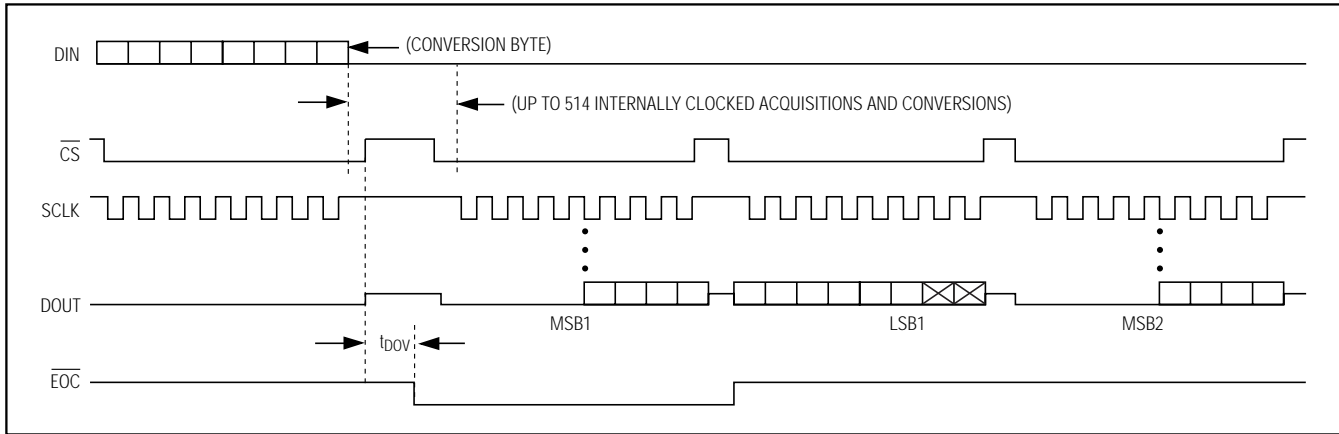 DIN
(CONVERSION BYTE)
(UP TO 514 INTERNALLY CLOCKED ACQUISITIONS AND CONVERSIONS)
CS
SCLK
DOUT
MSB1
LSB1
MSB2
tDOV
EOC